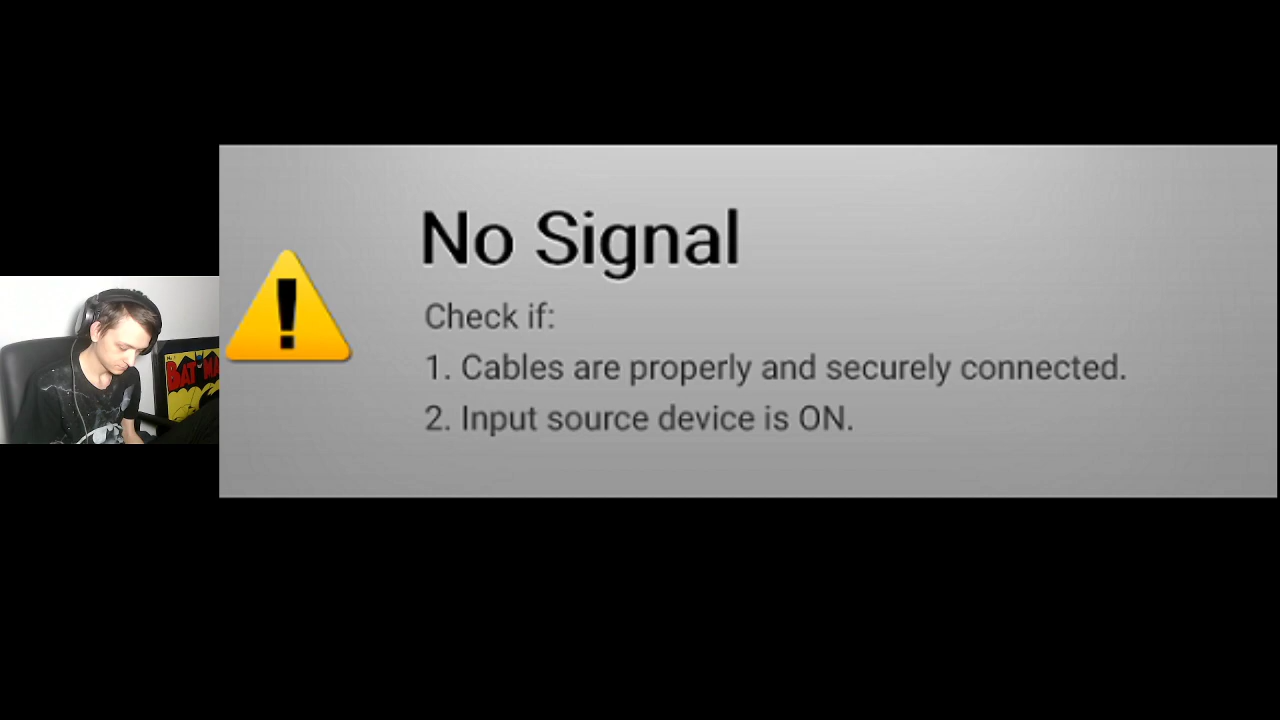 No Signal
Check if:
1. Cables are properly and securely connected.
2. Input source device is ON.